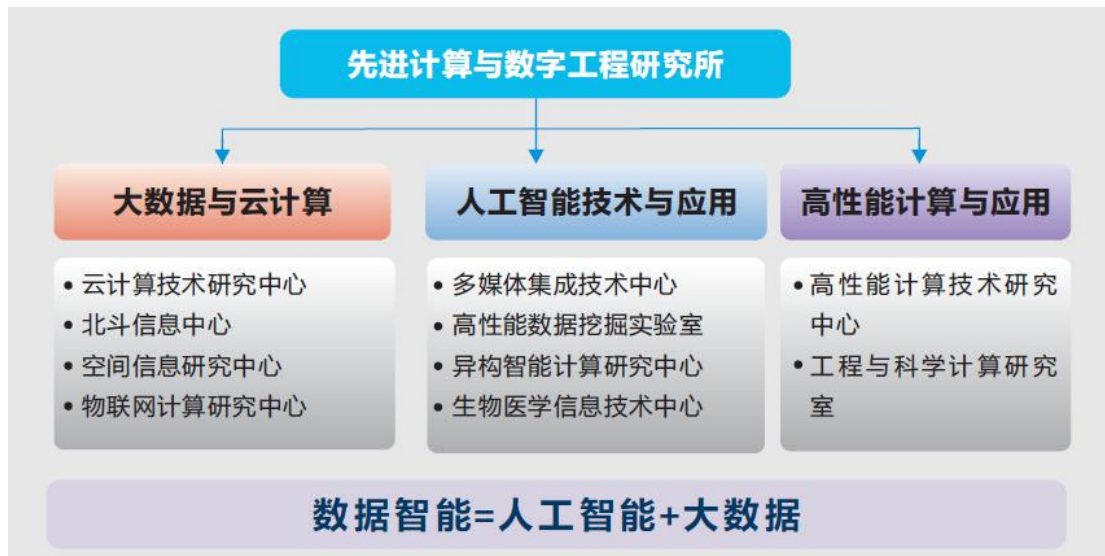 先进计算与数字工程研究所
大数据与云计算
• 云计算技术研究中心
• 北斗信息中心
• 空间信息研究中心
• 物联网计算研究中心
人工智能技术与应用
• 多媒体集成技术中心
• 高性能数据挖掘实验室
• 异构智能计算研究中心
• 生物医学信息技术中心
高性能计算与应用
• 高性能计算技术研究
中心
• 工程与科学计算研究
室
数据智能=人工智能+大数据